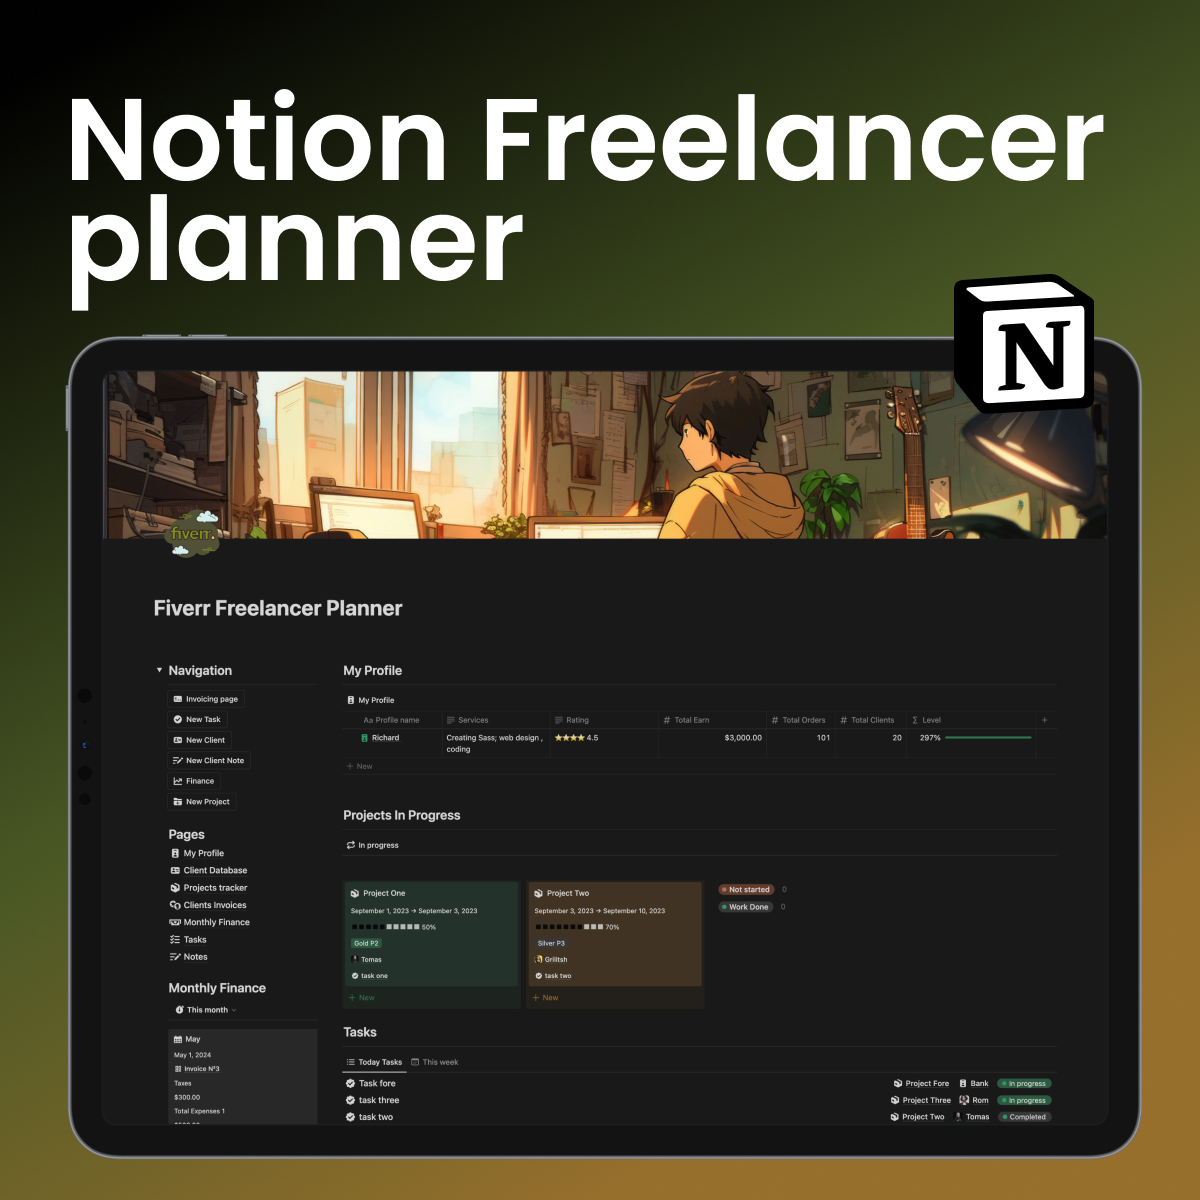 Notion Freelancer
planner
N
fiverr.
Fiverr Freelancer Planner
Navigation
Invoicing page
New Task
New Client
New Client Note
Finance
New Project
Pages
My Profile
Client Database
Projects tracker
Clients Invoices
Monthly Finance
Tasks
Notes
Monthly Finance
This month
May
May 1, 2024
Invoice №3
Taxes
$300.00
Total Expenses 1
My Profile
My Profile
Aa Profile name Services Rating # Total Earn # Total Orders # Total Clients Σ Level +
Richard Creating Sass; web design , ⭐⭐⭐⭐ 4.5 $3,000.00 101 20 297%
coding
+ New
Projects In Progress
In progress
Project One
September 1, 2023 → September 3, 2023
50%
Gold P2
Tomas
task one
+ New
Project Two
September 3, 2023 → September 10, 2023
70%
Silver P3
Grilltsh
task two
+ New
Not started 0
Work Done 0
Tasks
Today Tasks This week
Task fore Project Fore Bank In progress
task three Project Three Rom In progress
task two Project Two Tomas Completed